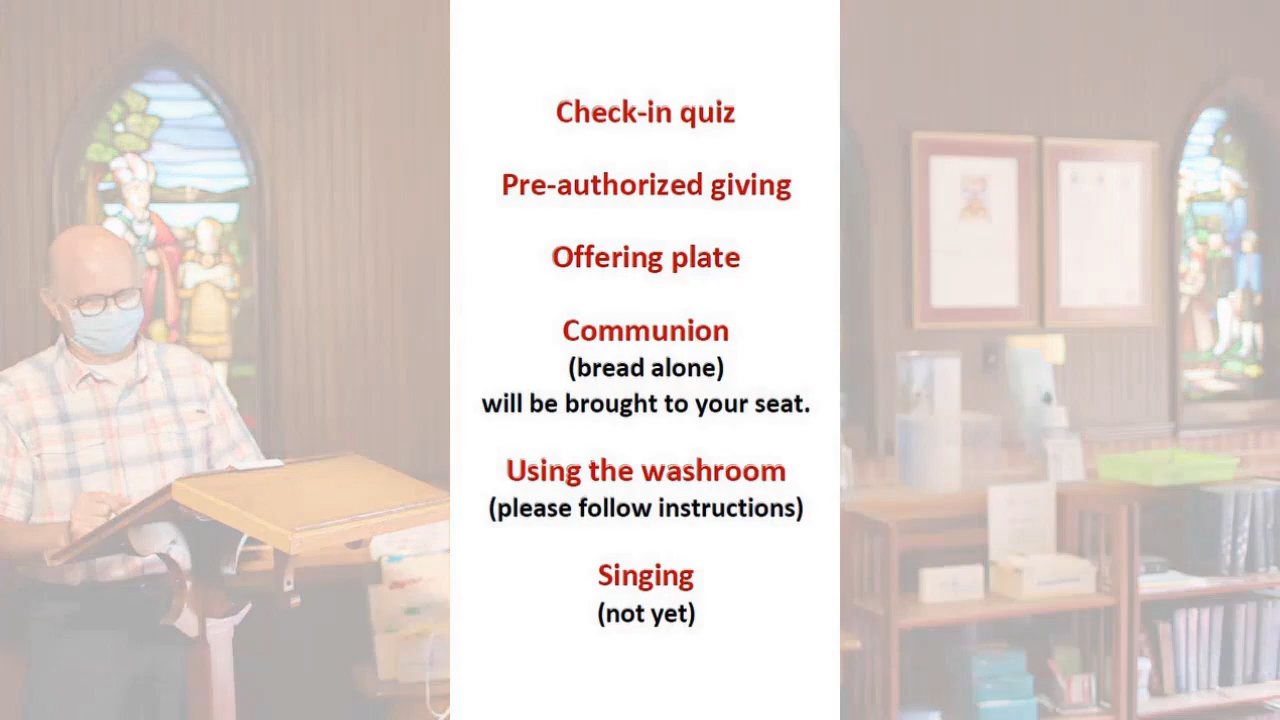 Check-in quiz
Pre-authorized giving
Offering plate
Communion
(bread alone)
will be brought to your seat.
Using the washroom
(please follow instructions)
Singing
(not yet)